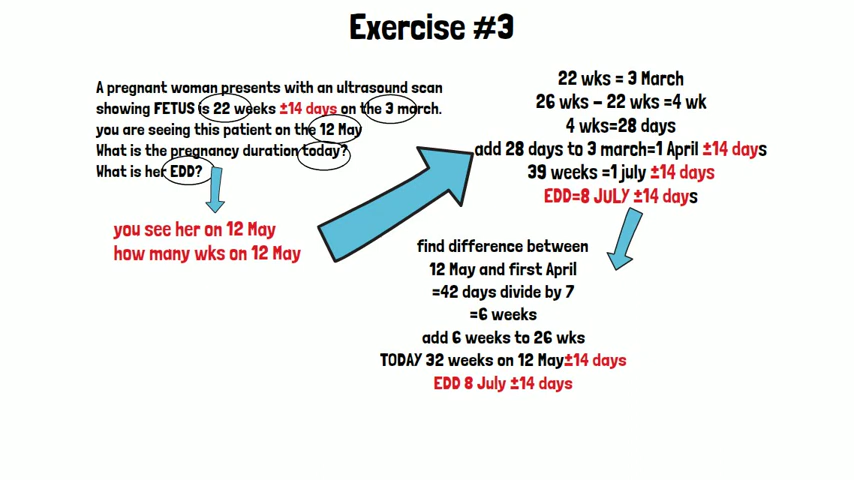 Exercise #3
A pregnant woman presents with an ultrasound scan
showing FETUS is 22 weeks ±14 days on the 3 march.
you are seeing this patient on the 12 May
What is the pregnancy duration today?
What is her EDD?
you see her on 12 May
how many wks on 12 May
22 wks = 3 March
26 wks - 22 wks =4 wk
4 wks=28 days
add 28 days to 3 march=1 April ±14 days
39 weeks =1 july ±14 days
EDD=8 JulY ±14 days
find difference between
12 May and first April
=42 days divide by 7
=6 weeks
add 6 weeks to 26 wks
TODAY 32 weeks on 12 May±14 days
EDD 8 July ±14 days